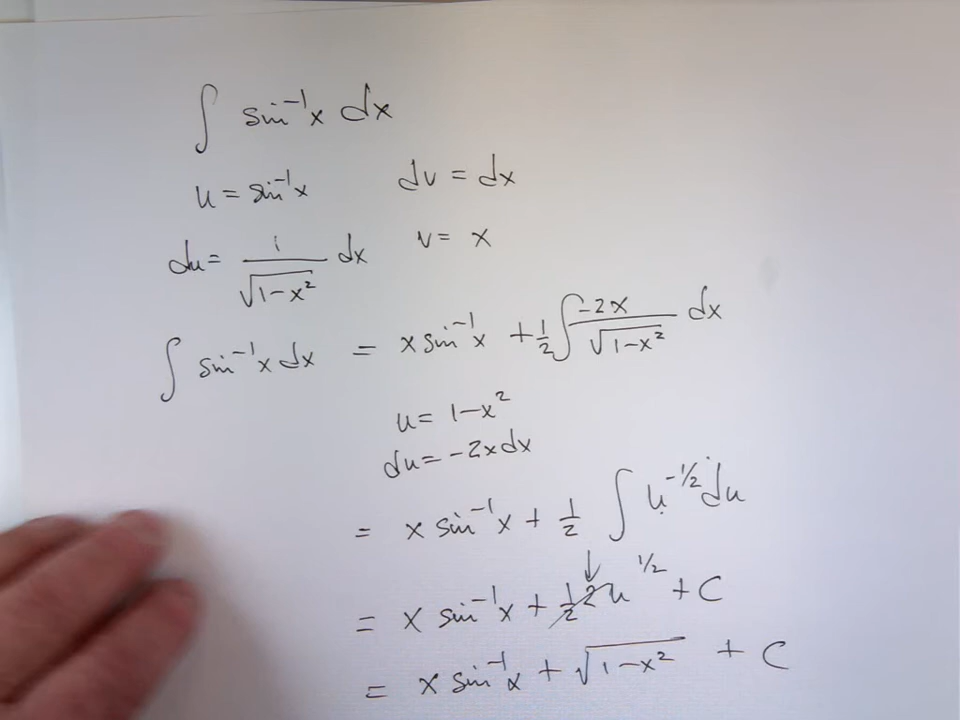 ∫ sin⁻¹x dx
u = sin⁻¹x dv = dx
du = 1/√(1-x²) dx v = x
∫ sin⁻¹x dx = x sin⁻¹x + 1/2 ∫ -2x/√(1-x²) dx
u = 1-x²
du = -2x dx
= x sin⁻¹x + 1/2 ∫ u^(-1/2) du
= x sin⁻¹x + 1/2 2 u^(1/2) + C
= x sin⁻¹x + √(1-x²) + C